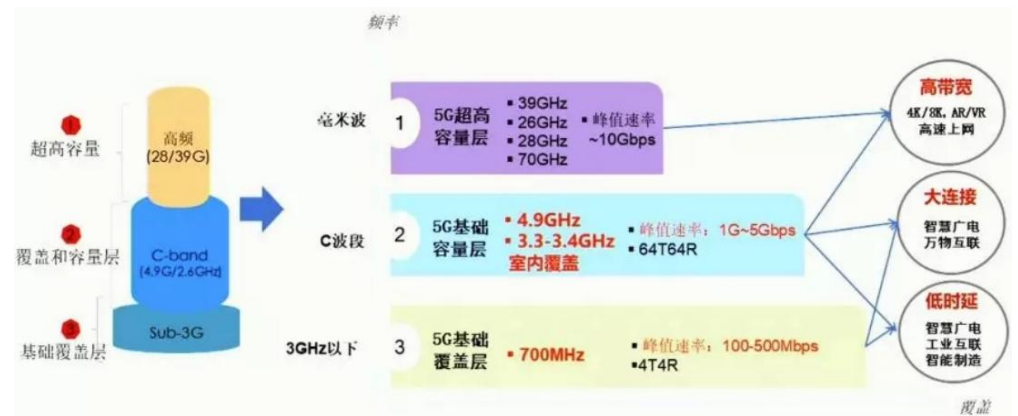 频率
1
超高容量
高频
(28/39G)
2
覆盖和容量层
C-band
(4.9G/2.6GHz)
3
基础覆盖层
Sub-3G
毫米波
1
5G超高
容量层
▪ 39GHz
▪ 26GHz
▪ 28GHz
▪ 70GHz
▪ 峰值速率
~10Gbps
C波段
2
5G基础
容量层
▪ 4.9GHz
▪ 3.3-3.4GHz
室内覆盖
▪ 峰值速率：1G~5Gbps
▪ 64T64R
3GHz以下
3
5G基础
覆盖层
▪ 700MHz
▪ 峰值速率：100-500Mbps
▪4T4R
高带宽
4K/8K, AR/VR
高速上网
大连接
智慧广电
万物互联
低时延
智慧广电
工业互联
智能制造
覆盖